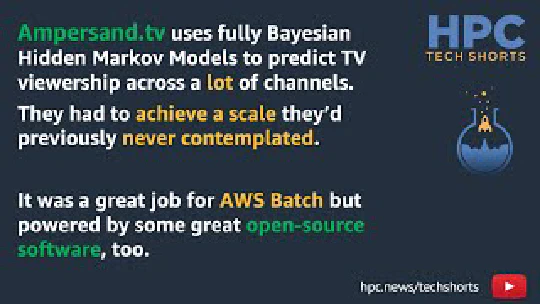 Ampersand.tv uses fully Bayesian
Hidden Markov Models to predict TV
viewership across a lot of channels.
They had to achieve a scale they'd
previously never contemplated.
It was a great job for AWS Batch but
powered by some great open-source
software, too.
HPC
TECH SHORTS
hpc.news/techshorts